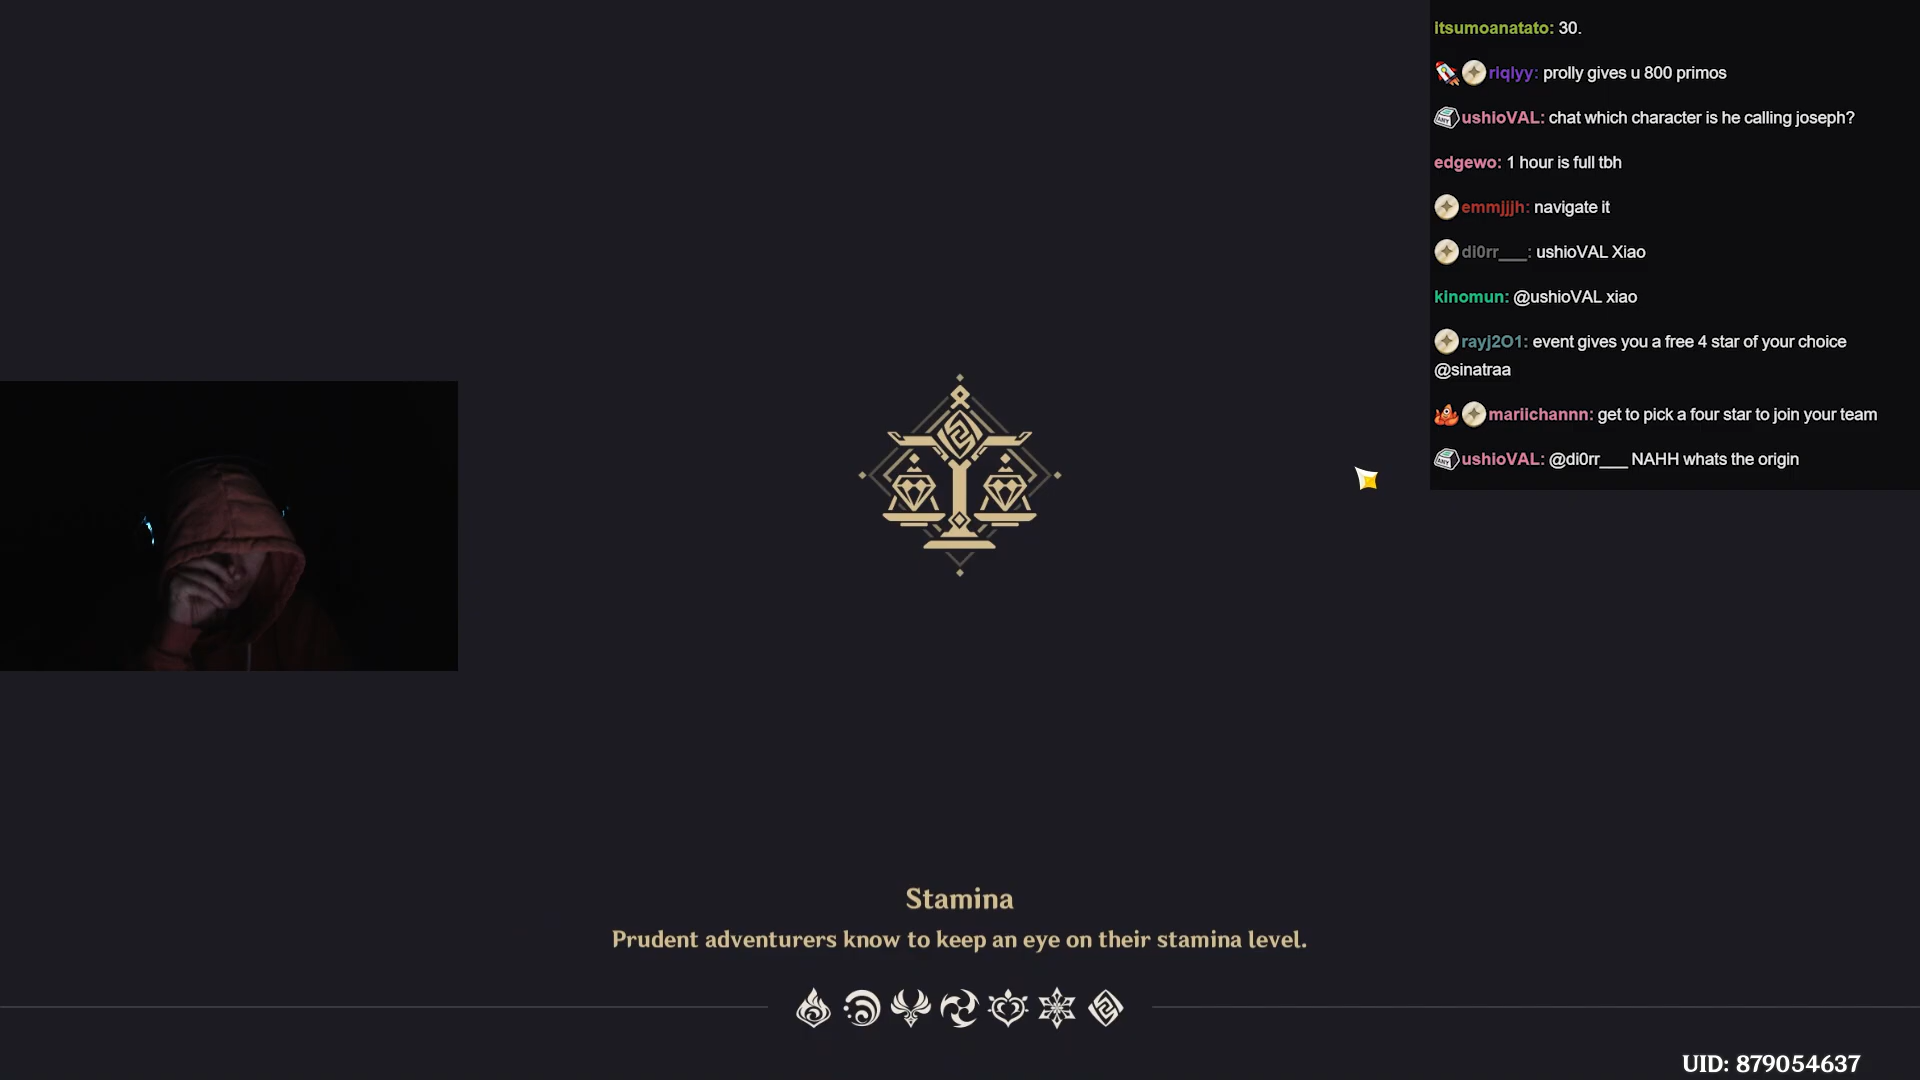 itsumoanatato: 30.
riqlyy: prolly gives u 800 primos
ushioVAL: chat which character is he calling joseph?
edgewo: 1 hour is full tbh
emmjjjh: navigate it
di0rr___: ushioVAL Xiao
kinomun: @ushioVAL xiao
rayj2O1: event gives you a free 4 star of your choice
@sinatraa
mariichannn: get to pick a four star to join your team
ushioVAL: @di0rr___ NAHH whats the origin
Stamina
Prudent adventurers know to keep an eye on their stamina level.
UID: 879054637